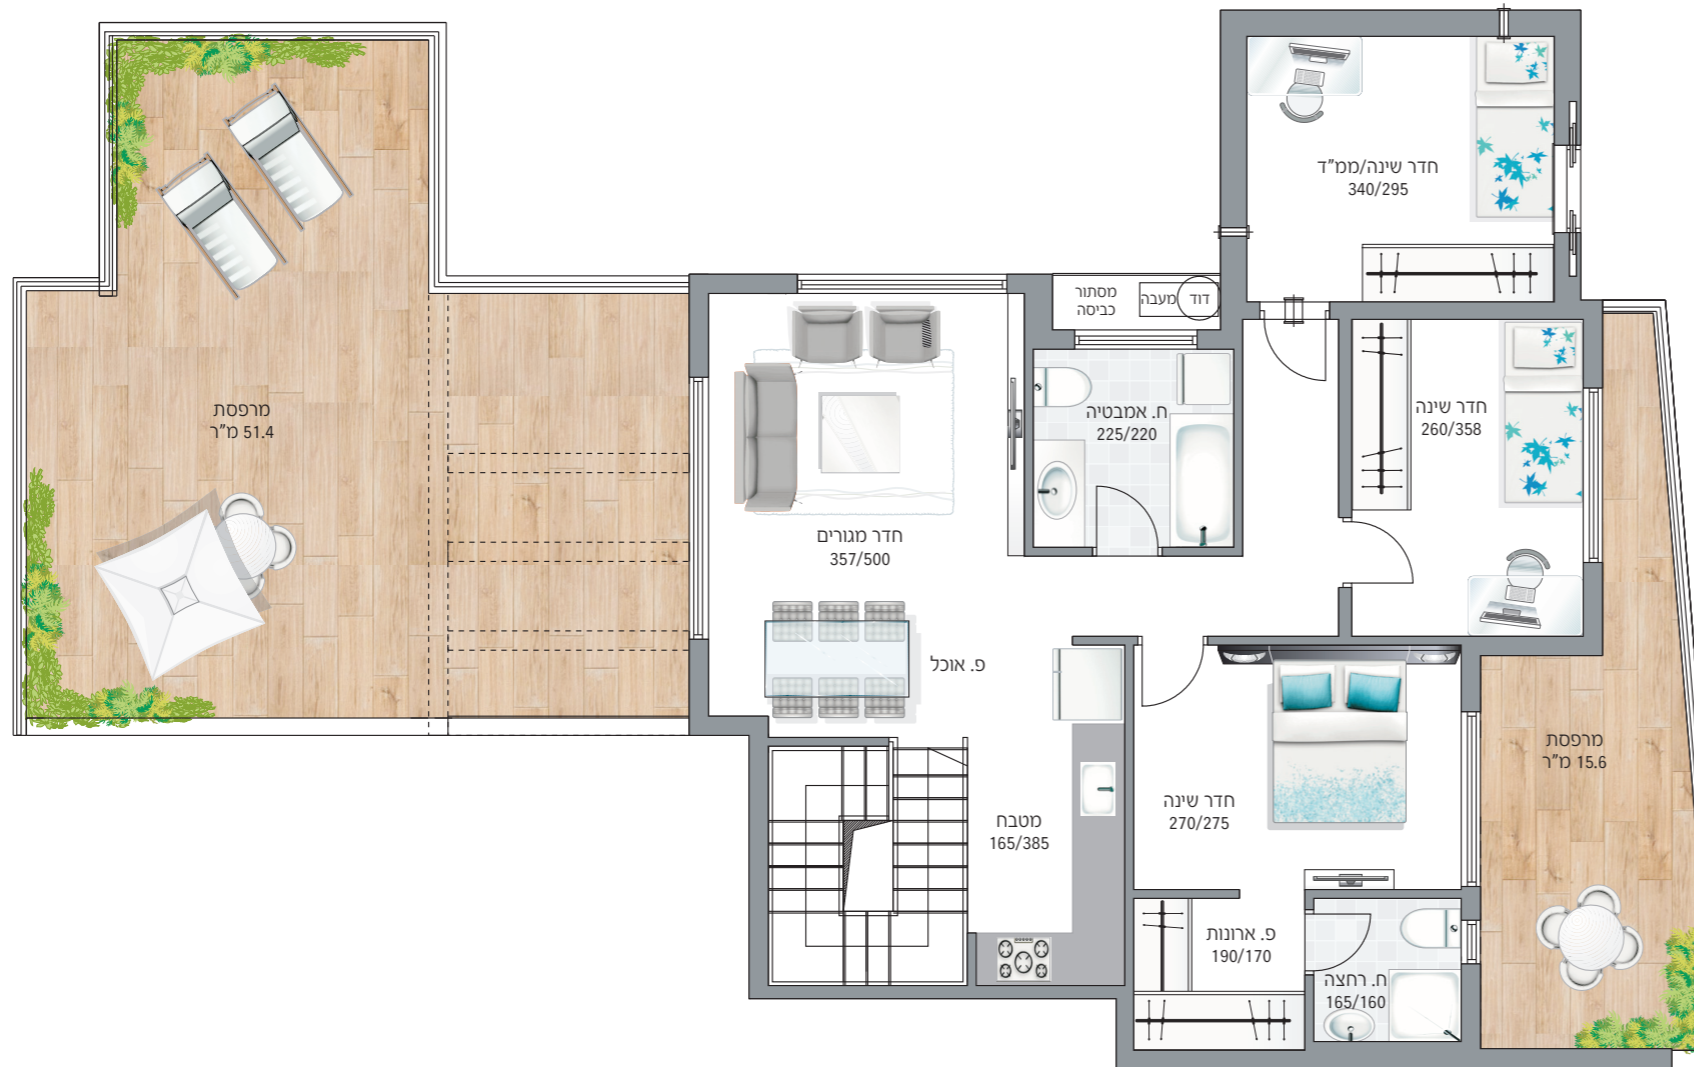 חדר שינה/ממ"ד
340/295
מסתור
כביסה
מעבה
דוד
חדר שינה
260/358
ח. אמבטיה
225/220
מרפסת
51.4 מ"ר
חדר מגורים
357/500
פ. אוכל
מרפסת
15.6 מ"ר
חדר שינה
270/275
מטבח
165/385
פ. ארונות
190/170
ח. רחצה
165/160